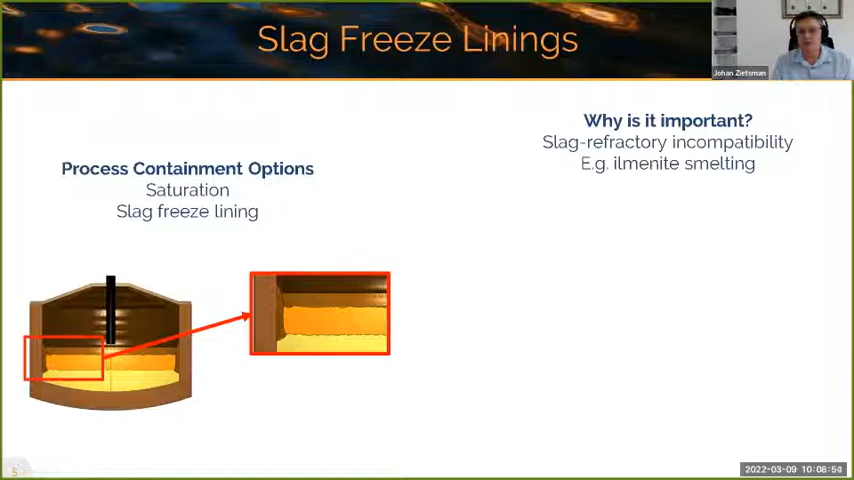 Slag Freeze Linings
Johan Zietsman
Why is it important?
Slag-refractory incompatibility
E.g. ilmenite smelting
Process Containment Options
Saturation
Slag freeze lining
5
2022-03-09 10:08:54